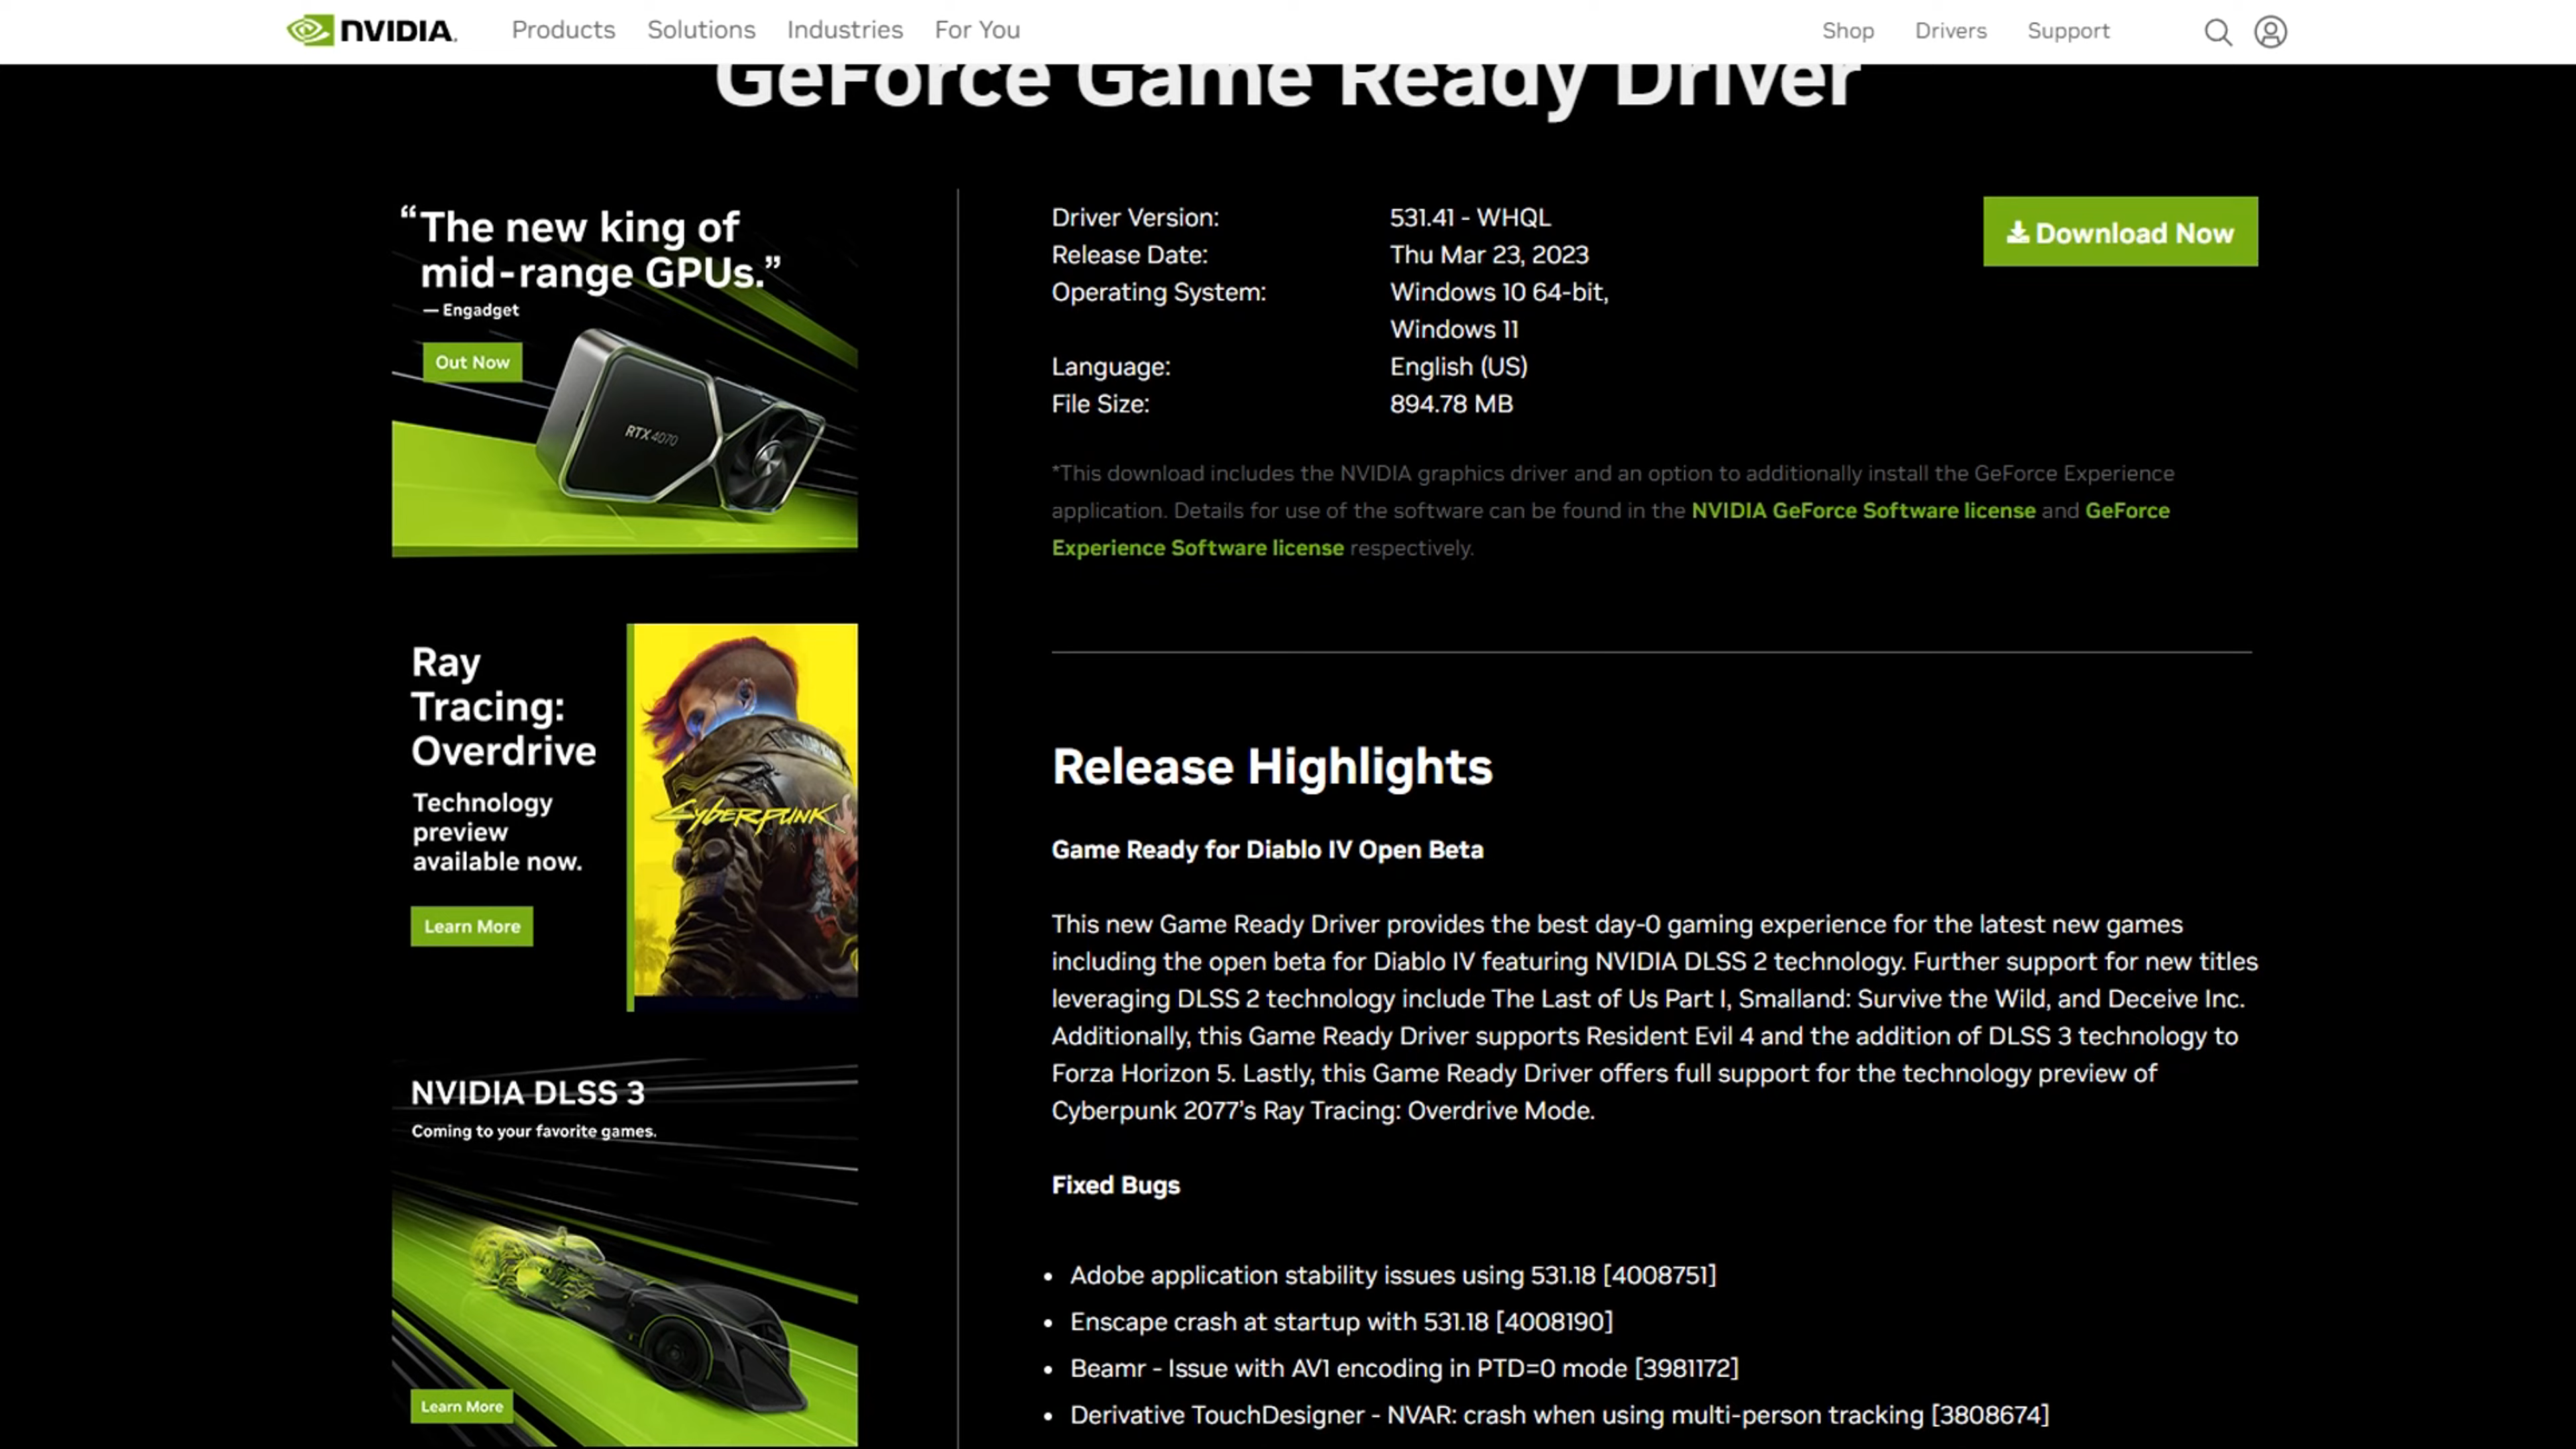 NVIDIA.
Products Solutions Industries For You
Shop Drivers Support
GeForce Game Ready Driver
“The new king of
mid-range GPUs.”
— Engadget
Out Now
RTX 4070
Ray
Tracing:
Overdrive
Technology
preview
available now.
Learn More
CYBERPUNK
NVIDIA DLSS 3
Coming to your favorite games.
Learn More
Driver Version: 531.41 - WHQL
Release Date: Thu Mar 23, 2023
Operating System: Windows 10 64-bit,
Windows 11
Language: English (US)
File Size: 894.78 MB
Download Now
*This download includes the NVIDIA graphics driver and an option to additionally install the GeForce Experience
application. Details for use of the software can be found in the NVIDIA GeForce Software license and GeForce
Experience Software license respectively.
Release Highlights
Game Ready for Diablo IV Open Beta
This new Game Ready Driver provides the best day-0 gaming experience for the latest new games
including the open beta for Diablo IV featuring NVIDIA DLSS 2 technology. Further support for new titles
leveraging DLSS 2 technology include The Last of Us Part I, Smalland: Survive the Wild, and Deceive Inc.
Additionally, this Game Ready Driver supports Resident Evil 4 and the addition of DLSS 3 technology to
Forza Horizon 5. Lastly, this Game Ready Driver offers full support for the technology preview of
Cyberpunk 2077’s Ray Tracing: Overdrive Mode.
Fixed Bugs
• Adobe application stability issues using 531.18 [4008751]
• Enscape crash at startup with 531.18 [4008190]
• Beamr - Issue with AV1 encoding in PTD=0 mode [3981172]
• Derivative TouchDesigner - NVAR: crash when using multi-person tracking [3808674]